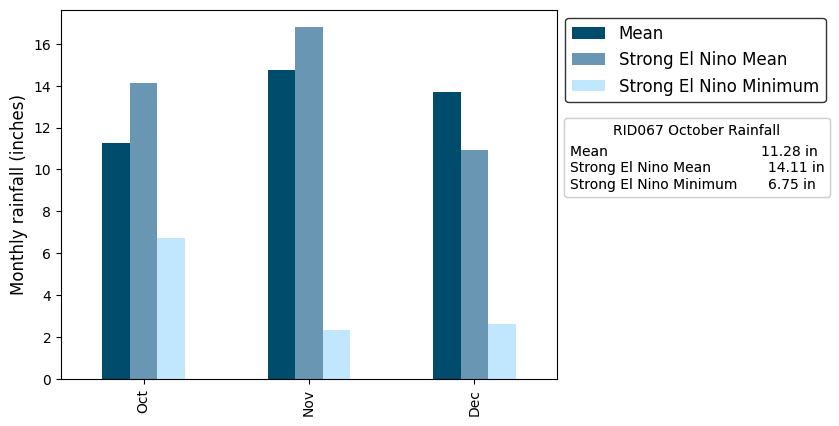 Monthly rainfall (inches)
16
14
12
10
8
6
4
2
0
Oct
Nov
Dec
Mean
Strong El Nino Mean
Strong El Nino Minimum
RID067 October Rainfall
Mean 11.28 in
Strong El Nino Mean 14.11 in
Strong El Nino Minimum 6.75 in